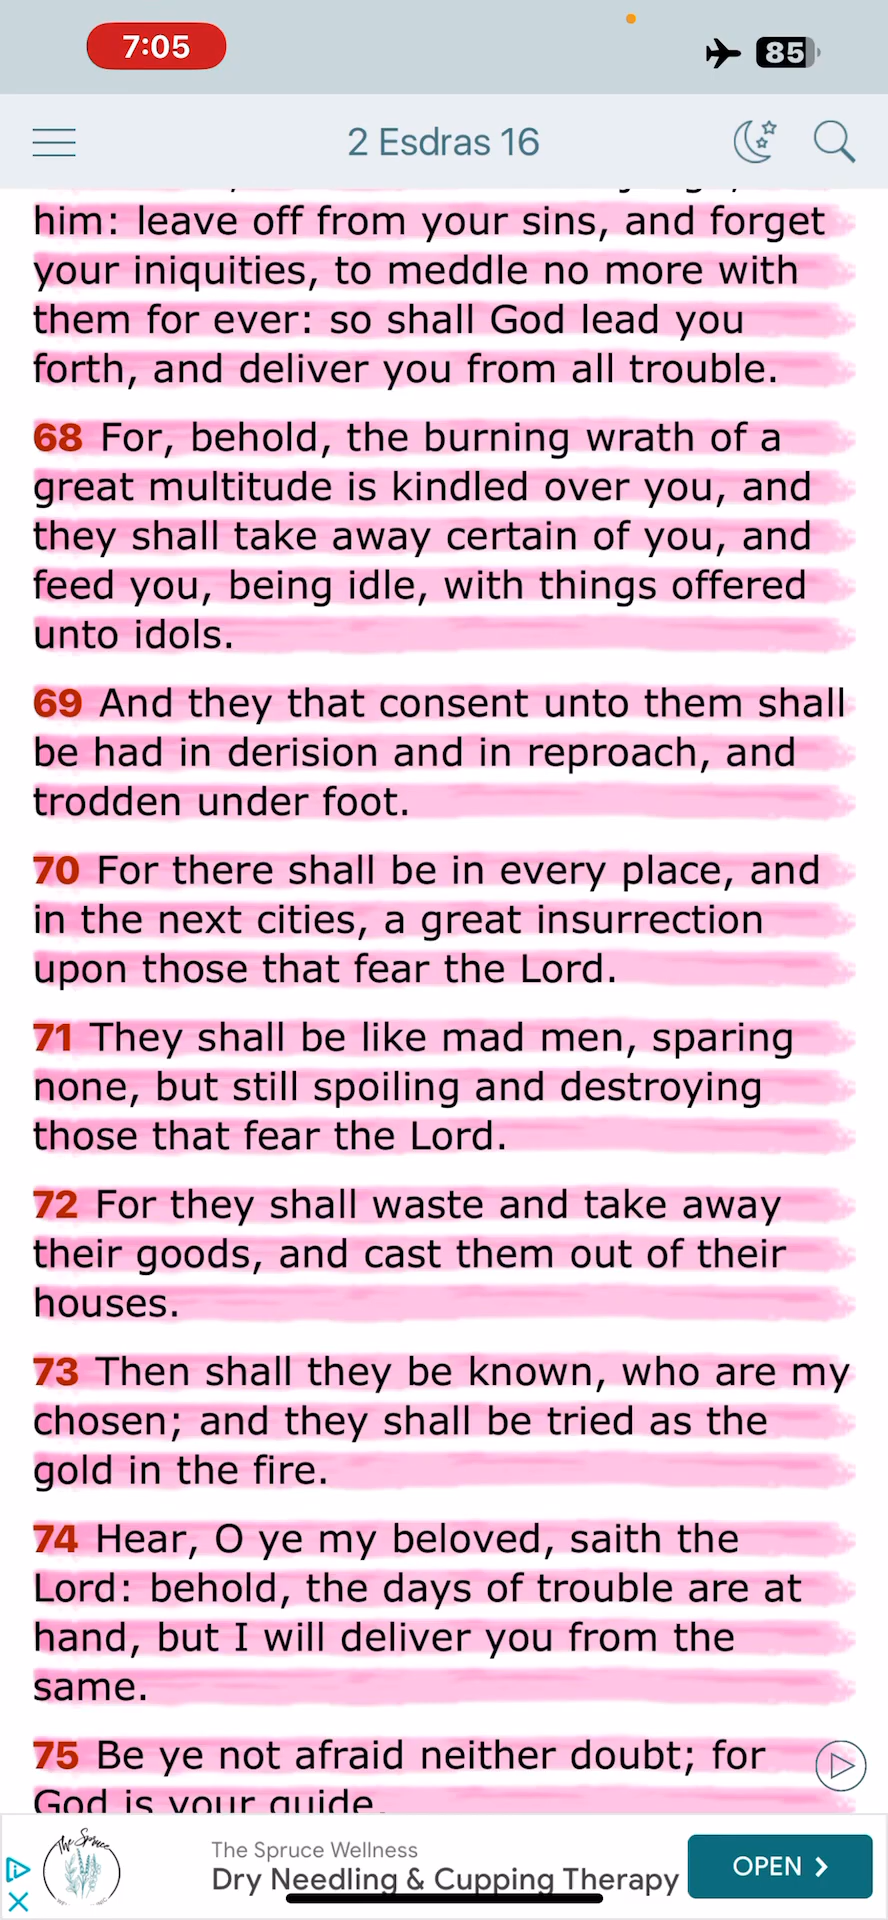 7:05
85
2 Esdras 16
him: leave off from your sins, and forget
your iniquities, to meddle no more with
them for ever: so shall God lead you
forth, and deliver you from all trouble.
68 For, behold, the burning wrath of a
great multitude is kindled over you, and
they shall take away certain of you, and
feed you, being idle, with things offered
unto idols.
69 And they that consent unto them shall
be had in derision and in reproach, and
trodden under foot.
70 For there shall be in every place, and
in the next cities, a great insurrection
upon those that fear the Lord.
71 They shall be like mad men, sparing
none, but still spoiling and destroying
those that fear the Lord.
72 For they shall waste and take away
their goods, and cast them out of their
houses.
73 Then shall they be known, who are my
chosen; and they shall be tried as the
gold in the fire.
74 Hear, O ye my beloved, saith the
Lord: behold, the days of trouble are at
hand, but I will deliver you from the
same.
75 Be ye not afraid neither doubt; for
God is your guide,
The Spruce
The Spruce Wellness
Dry Needling & Cupping Therapy
OPEN